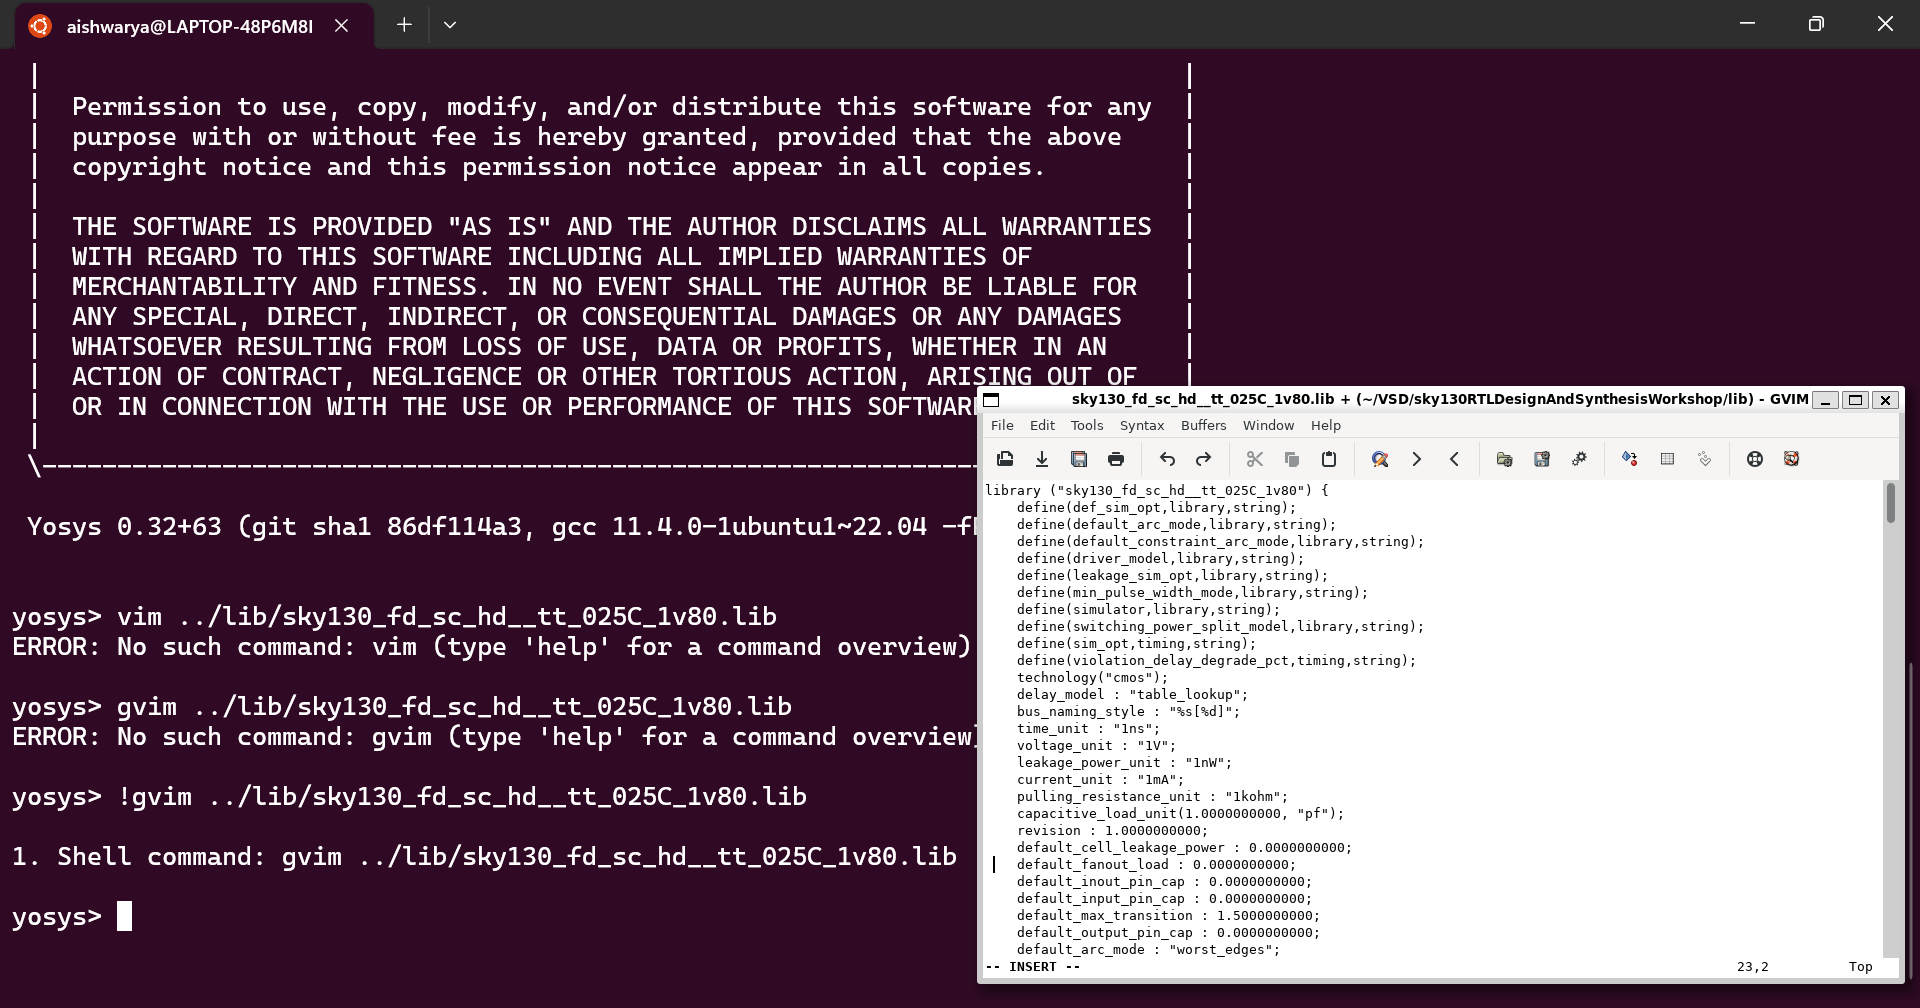 aishwarya@LAPTOP-48P6M8I
Permission to use, copy, modify, and/or distribute this software for any
purpose with or without fee is hereby granted, provided that the above
copyright notice and this permission notice appear in all copies.
THE SOFTWARE IS PROVIDED "AS IS" AND THE AUTHOR DISCLAIMS ALL WARRANTIES
WITH REGARD TO THIS SOFTWARE INCLUDING ALL IMPLIED WARRANTIES OF
MERCHANTABILITY AND FITNESS. IN NO EVENT SHALL THE AUTHOR BE LIABLE FOR
ANY SPECIAL, DIRECT, INDIRECT, OR CONSEQUENTIAL DAMAGES OR ANY DAMAGES
WHATSOEVER RESULTING FROM LOSS OF USE, DATA OR PROFITS, WHETHER IN AN
ACTION OF CONTRACT, NEGLIGENCE OR OTHER TORTIOUS ACTION, ARISING OUT OF
OR IN CONNECTION WITH THE USE OR PERFORMANCE OF THIS SOFTWAR
\---------------------------------------------------------------
Yosys 0.32+63 (git sha1 86df114a3, gcc 11.4.0-1ubuntu1~22.04
yosys> vim ../lib/sky130_fd_sc_hd__tt_025C_1v80.lib
ERROR: No such command: vim (type 'help' for a command overview)
yosys> gvim ../lib/sky130_fd_sc_hd__tt_025C_1v80.lib
ERROR: No such command: gvim (type 'help' for a command overview)
yosys> !gvim ../lib/sky130_fd_sc_hd__tt_025C_1v80.lib
1. Shell command: gvim ../lib/sky130_fd_sc_hd__tt_025C_1v80.lib
yosys>
sky130_fd_sc_hd__tt_025C_1v80.lib + (~/VSD/sky130RTLDesignAndSynthesisWorkshop/lib) - GVIM
File Edit Tools Syntax Buffers Window Help
library ("sky130_fd_sc_hd__tt_025C_1v80") {
define(def_sim_opt,library,string);
define(default_arc_mode,library,string);
define(default_constraint_arc_mode,library,string);
define(driver_model,library,string);
define(leakage_sim_opt,library,string);
define(min_pulse_width_mode,library,string);
define(simulator,library,string);
define(switching_power_split_model,library,string);
define(sim_opt,timing,string);
define(violation_delay_degrade_pct,timing,string);
technology("cmos");
delay_model : "table_lookup";
bus_naming_style : "%s[%d]";
time_unit : "1ns";
voltage_unit : "1V";
leakage_power_unit : "1nW";
current_unit : "1mA";
pulling_resistance_unit : "1kohm";
capacitive_load_unit(1.0000000000, "pf");
revision : 1.0000000000;
default_cell_leakage_power : 0.0000000000;
default_fanout_load : 0.0000000000;
default_inout_pin_cap : 0.0000000000;
default_input_pin_cap : 0.0000000000;
default_max_transition : 1.5000000000;
default_output_pin_cap : 0.0000000000;
default_arc_mode : "worst_edges";
-- INSERT -- 23,2 Top